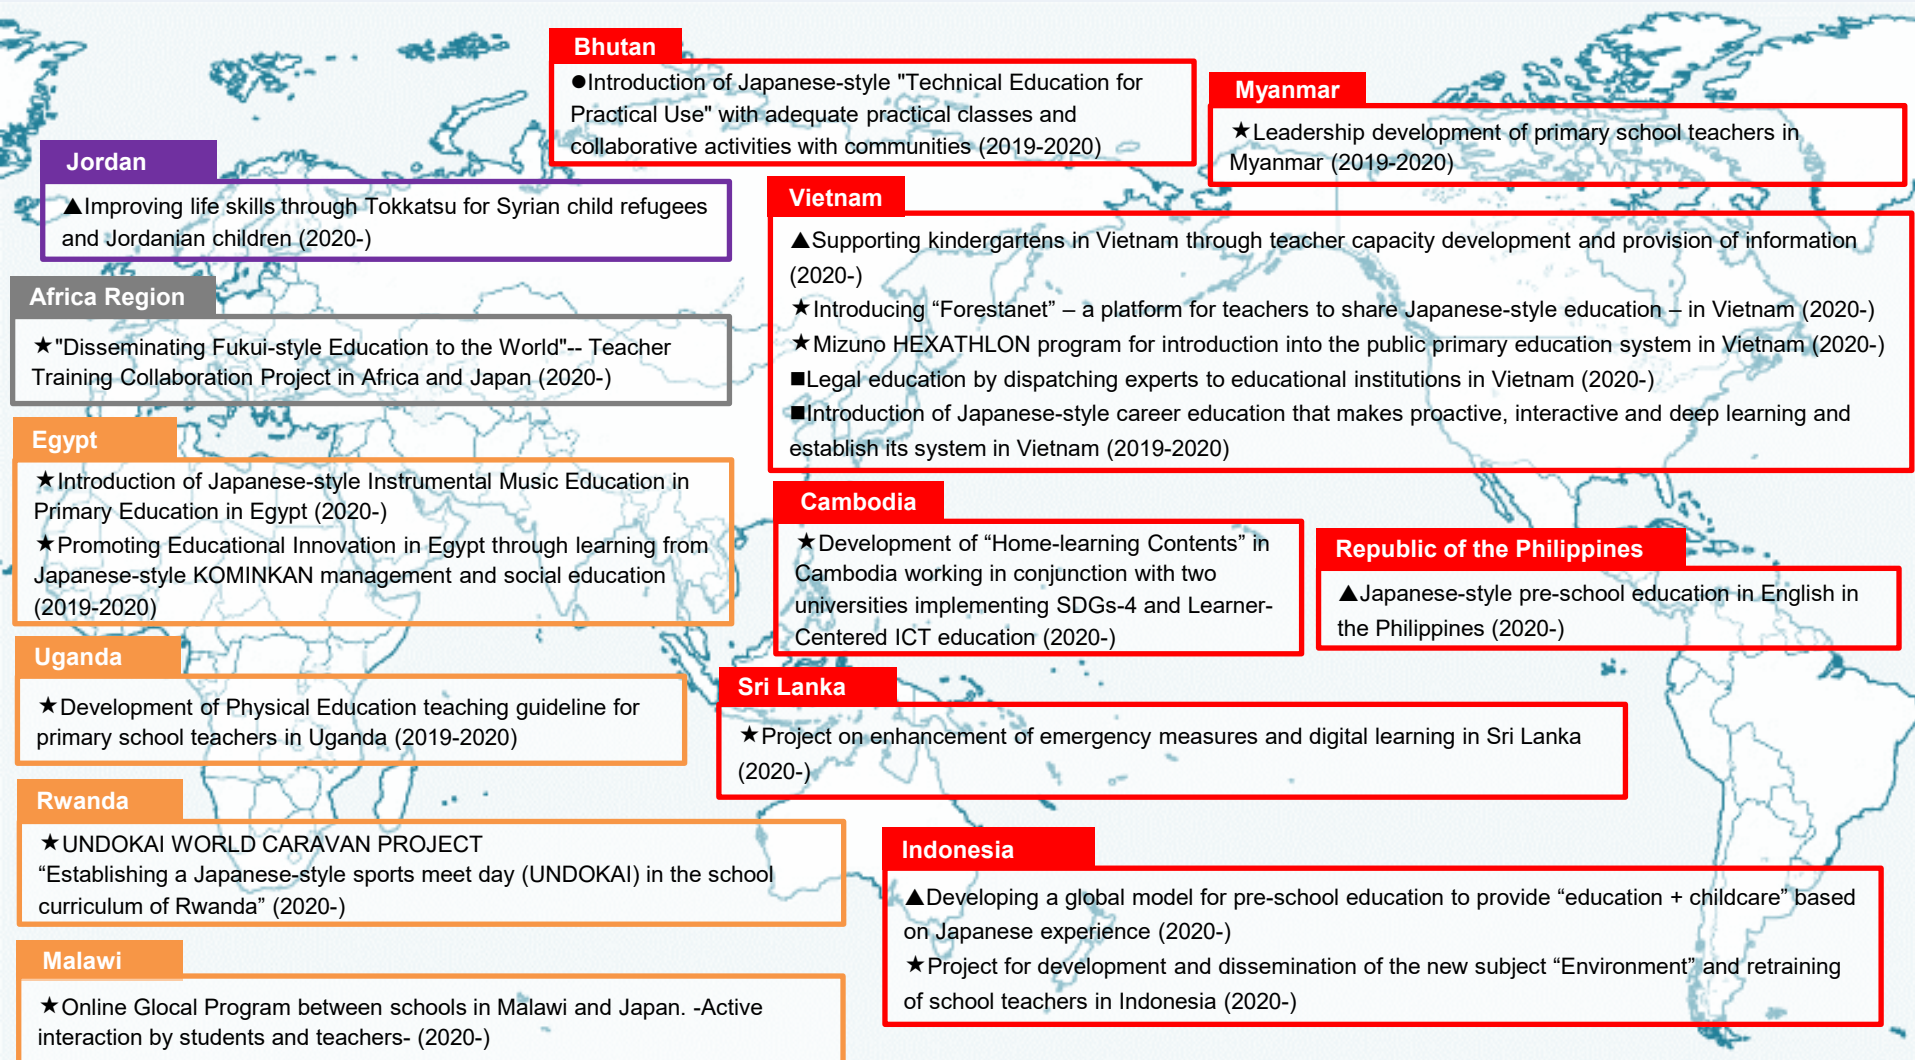 Bhutan
●Introduction of Japanese-style "Technical Education for
Practical Use" with adequate practical classes and
collaborative activities with communities (2019-2020)
Myanmar
★Leadership development of primary school teachers in
Myanmar (2019-2020)
Jordan
▲Improving life skills through Tokkatsu for Syrian child refugees
and Jordanian children (2020-)
Vietnam
▲Supporting kindergartens in Vietnam through teacher capacity development and provision of information
(2020-)
★Introducing “Forestanet” – a platform for teachers to share Japanese-style education – in Vietnam (2020-)
★Mizuno HEXATHLON program for introduction into the public primary education system in Vietnam (2020-)
■Legal education by dispatching experts to educational institutions in Vietnam (2020-)
■Introduction of Japanese-style career education that makes proactive, interactive and deep learning and
establish its system in Vietnam (2019-2020)
Africa Region
★"Disseminating Fukui-style Education to the World"-- Teacher
Training Collaboration Project in Africa and Japan (2020-)
Egypt
★Introduction of Japanese-style Instrumental Music Education in
Primary Education in Egypt (2020-)
★Promoting Educational Innovation in Egypt through learning from
Japanese-style KOMINKAN management and social education
(2019-2020)
Cambodia
★Development of “Home-learning Contents” in
Cambodia working in conjunction with two
universities implementing SDGs-4 and Learner-
Centered ICT education (2020-)
Republic of the Philippines
▲Japanese-style pre-school education in English in
the Philippines (2020-)
Uganda
★Development of Physical Education teaching guideline for
primary school teachers in Uganda (2019-2020)
Sri Lanka
★Project on enhancement of emergency measures and digital learning in Sri Lanka
(2020-)
Rwanda
★UNDOKAI WORLD CARAVAN PROJECT
“Establishing a Japanese-style sports meet day (UNDOKAI) in the school
curriculum of Rwanda” (2020-)
Indonesia
▲Developing a global model for pre-school education to provide “education + childcare” based
on Japanese experience (2020-)
★Project for development and dissemination of the new subject “Environment” and retraining
of school teachers in Indonesia (2020-)
Malawi
★Online Glocal Program between schools in Malawi and Japan. -Active
interaction by students and teachers- (2020-)